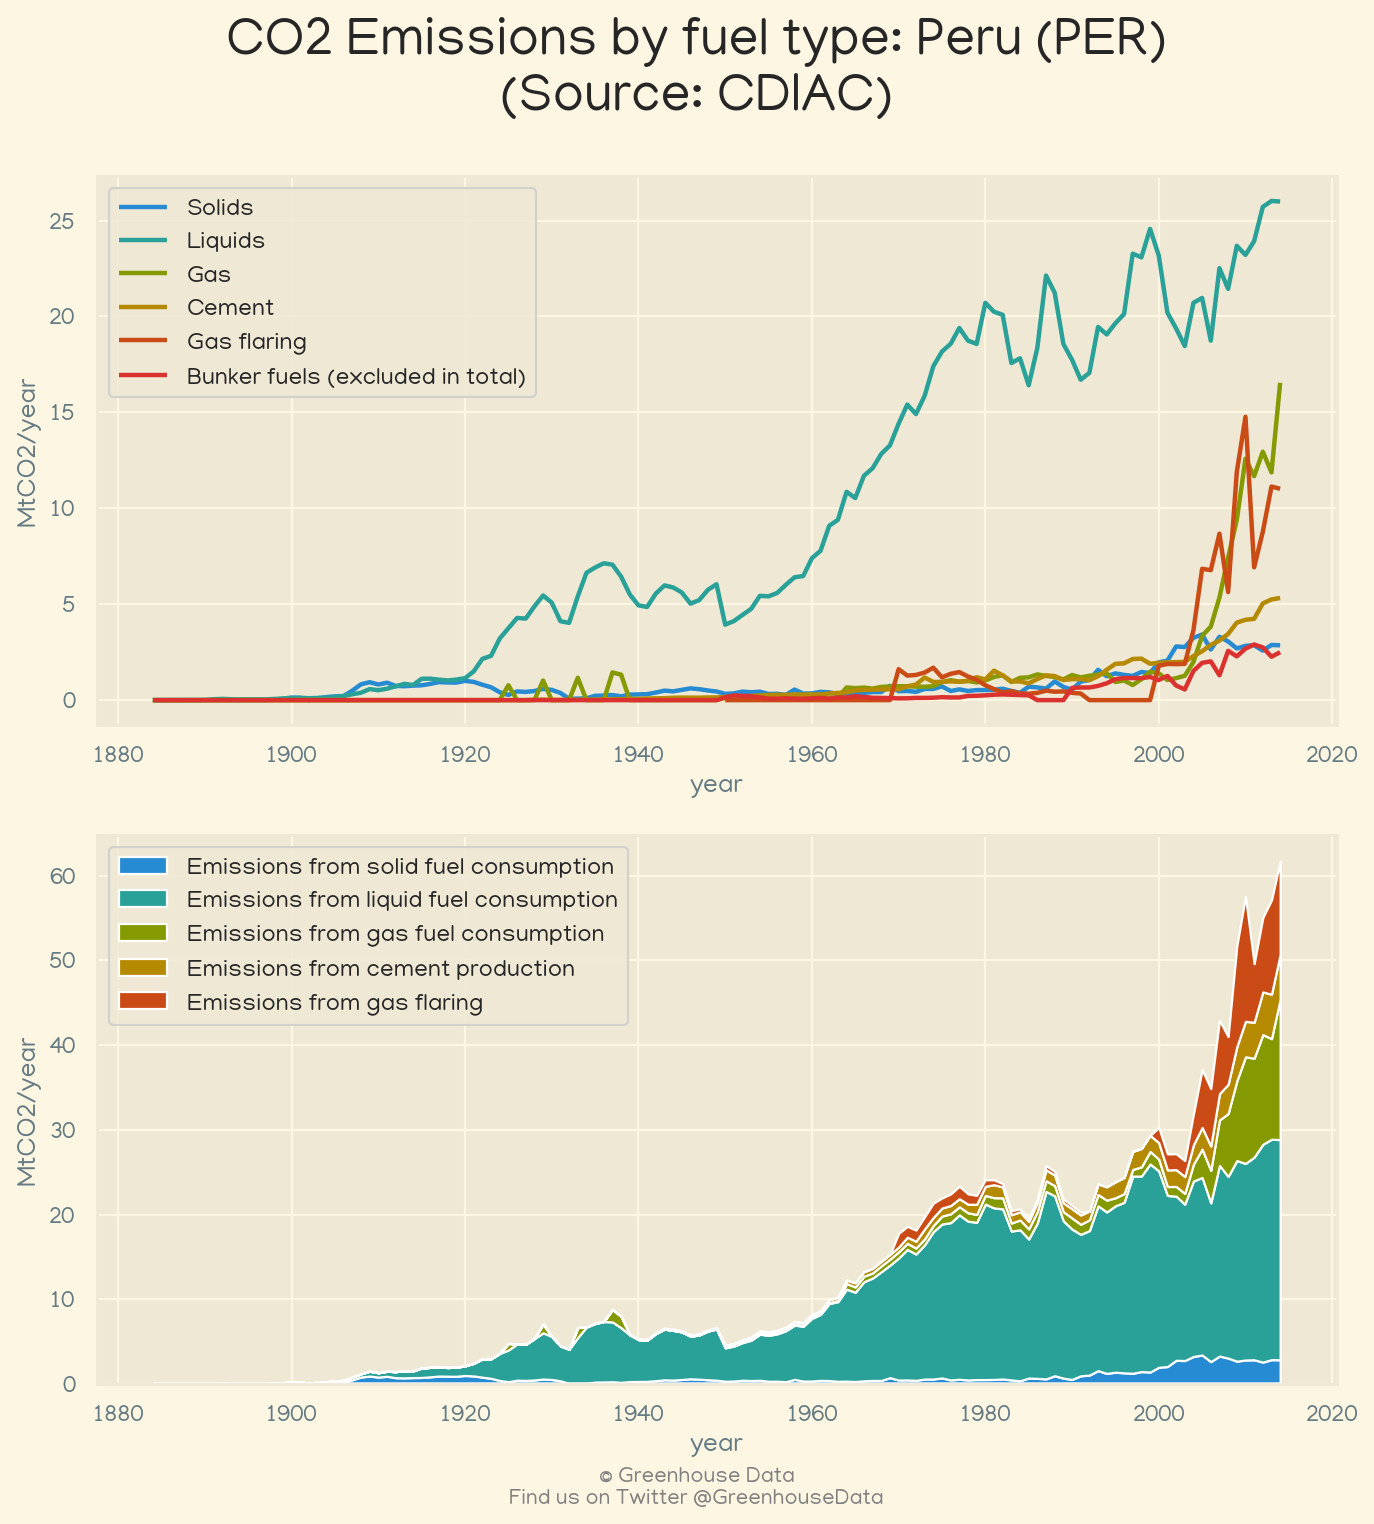 CO2 Emissions by fuel type: Peru (PER)
(Source: CDIAC)
Solids
Liquids
Gas
Cement
Gas flaring
Bunker fuels (excluded in total)
MtCO2/year
25
20
15
10
5
0
1880 1900 1920 1940 1960 1980 2000 2020
year
Emissions from solid fuel consumption
Emissions from liquid fuel consumption
Emissions from gas fuel consumption
Emissions from cement production
Emissions from gas flaring
MtCO2/year
60
50
40
30
20
10
0
1880 1900 1920 1940 1960 1980 2000 2020
year
© Greenhouse Data
Find us on Twitter @GreenhouseData